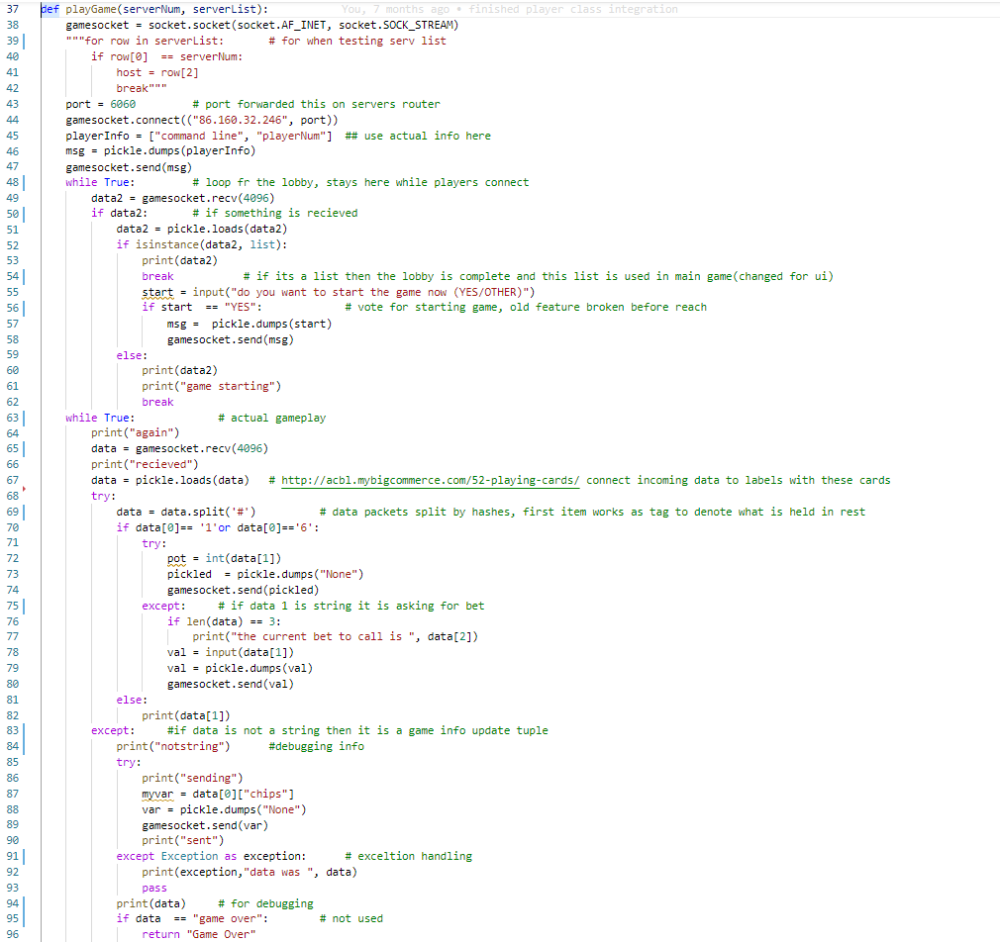 37 def playGame(serverNum, serverList): You, 7 months ago • finished player class integration
38 gamesocket = socket.socket(socket.AF_INET, socket.SOCK_STREAM)
39 """for row in serverList: # for when testing serv list
40 if row[0] == serverNum:
41 host = row[2]
42 break"""
43 port = 6060 # port forwarded this on servers router
44 gamesocket.connect(("86.160.32.246", port))
45 playerInfo = ["command line", "playerNum"] ## use actual info here
46 msg = pickle.dumps(playerInfo)
47 gamesocket.send(msg)
48 while True: # loop fr the lobby, stays here while players connect
49 data2 = gamesocket.recv(4096)
50 if data2: # if something is recieved
51 data2 = pickle.loads(data2)
52 if isinstance(data2, list):
53 print(data2)
54 break # if its a list then the lobby is complete and this list is used in main game(changed for ui)
55 start = input("do you want to start the game now (YES/OTHER)")
56 if start == "YES": # vote for starting game, old feature broken before reach
57 msg = pickle.dumps(start)
58 gamesocket.send(msg)
59 else:
60 print(data2)
61 print("game starting")
62 break
63 while True: # actual gameplay
64 print("again")
65 data = gamesocket.recv(4096)
66 print("recieved")
67 data = pickle.loads(data) # http://acbl.mybigcommerce.com/52-playing-cards/ connect incoming data to labels with these cards
68 try:
69 data = data.split('#') # data packets split by hashes, first item works as tag to denote what is held in rest
70 if data[0]== '1'or data[0]=='6':
71 try:
72 pot = int(data[1])
73 pickled = pickle.dumps("None")
74 gamesocket.send(pickled)
75 except: # if data 1 is string it is asking for bet
76 if len(data) == 3:
77 print("the current bet to call is ", data[2])
78 val = input(data[1])
79 val = pickle.dumps(val)
80 gamesocket.send(val)
81 else:
82 print(data[1])
83 except: #if data is not a string then it is a game info update tuple
84 print("notstring") #debugging info
85 try:
86 print("sending")
87 myvar = data[0]["chips"]
88 var = pickle.dumps("None")
89 gamesocket.send(var)
90 print("sent")
91 except Exception as exception: # exceltion handling
92 print(exception,"data was ", data)
93 pass
94 print(data) # for debugging
95 if data == "game over": # not used
96 return "Game Over"